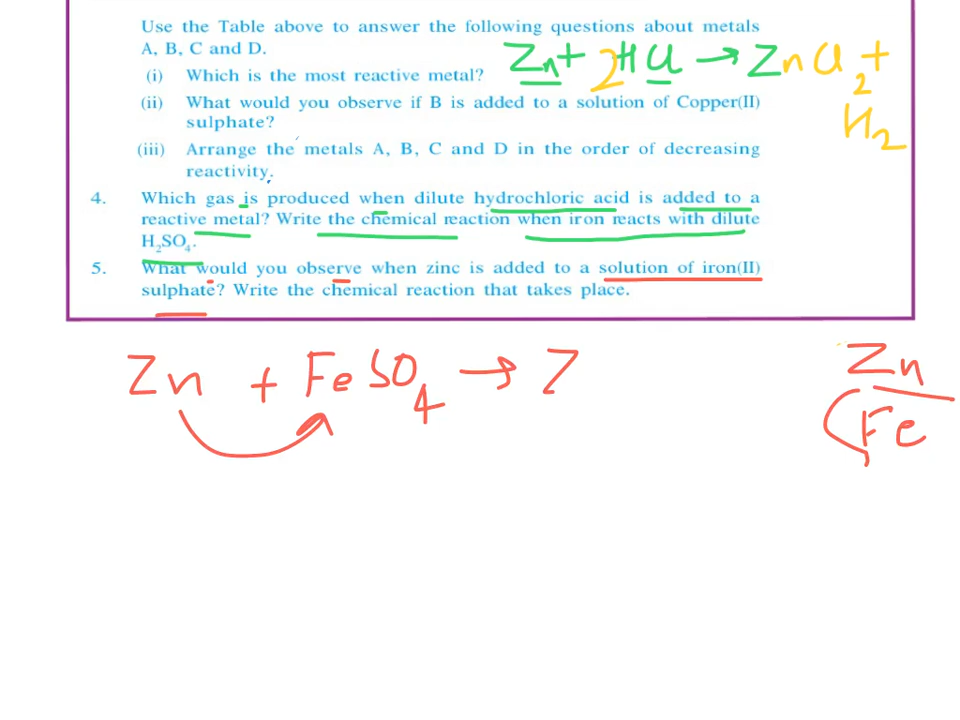 Use the Table above to answer the following questions about metals
A, B, C and D.
(i) Which is the most reactive metal?
(ii) What would you observe if B is added to a solution of Copper(II)
sulphate?
(iii) Arrange the metals A, B, C and D in the order of decreasing
reactivity.
Zn + 2HCl → ZnCl2 +
H2
4. Which gas is produced when dilute hydrochloric acid is added to a
reactive metal? Write the chemical reaction when iron reacts with dilute
H2SO4.
5. What would you observe when zinc is added to a solution of iron(II)
sulphate? Write the chemical reaction that takes place.
Zn + FeSO4 → Z
Zn
Fe